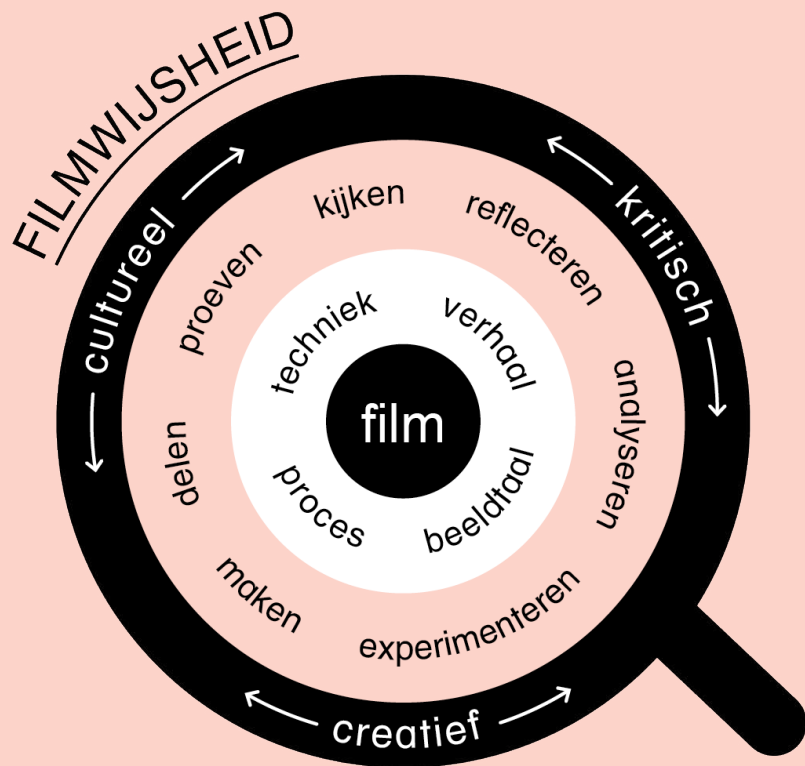 FILMWIJSHEID
cultureel
kritisch
creatief
kijken
reflecteren
analyseren
experimenteren
maken
delen
proeven
techniek
verhaal
beeldtaal
proces
film